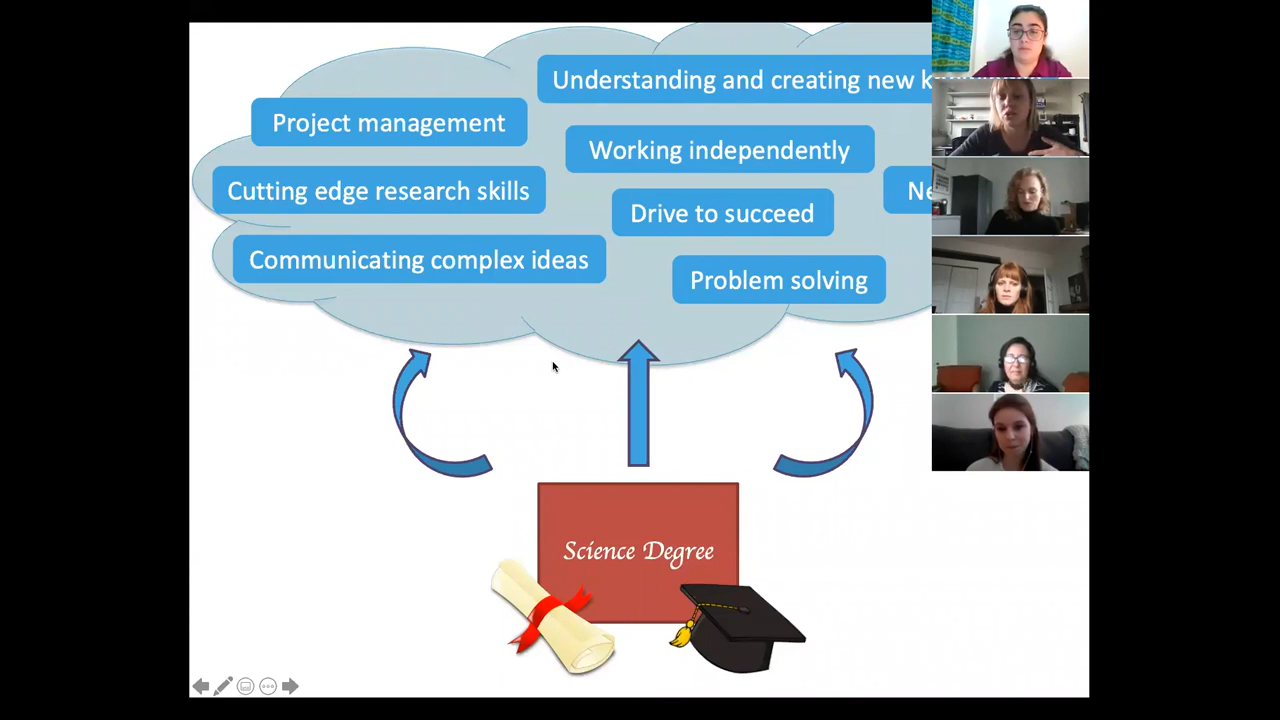 Understanding and creating new
Project management
Working independently
Cutting edge research skills
Drive to succeed
Communicating complex ideas
Problem solving
Science Degree